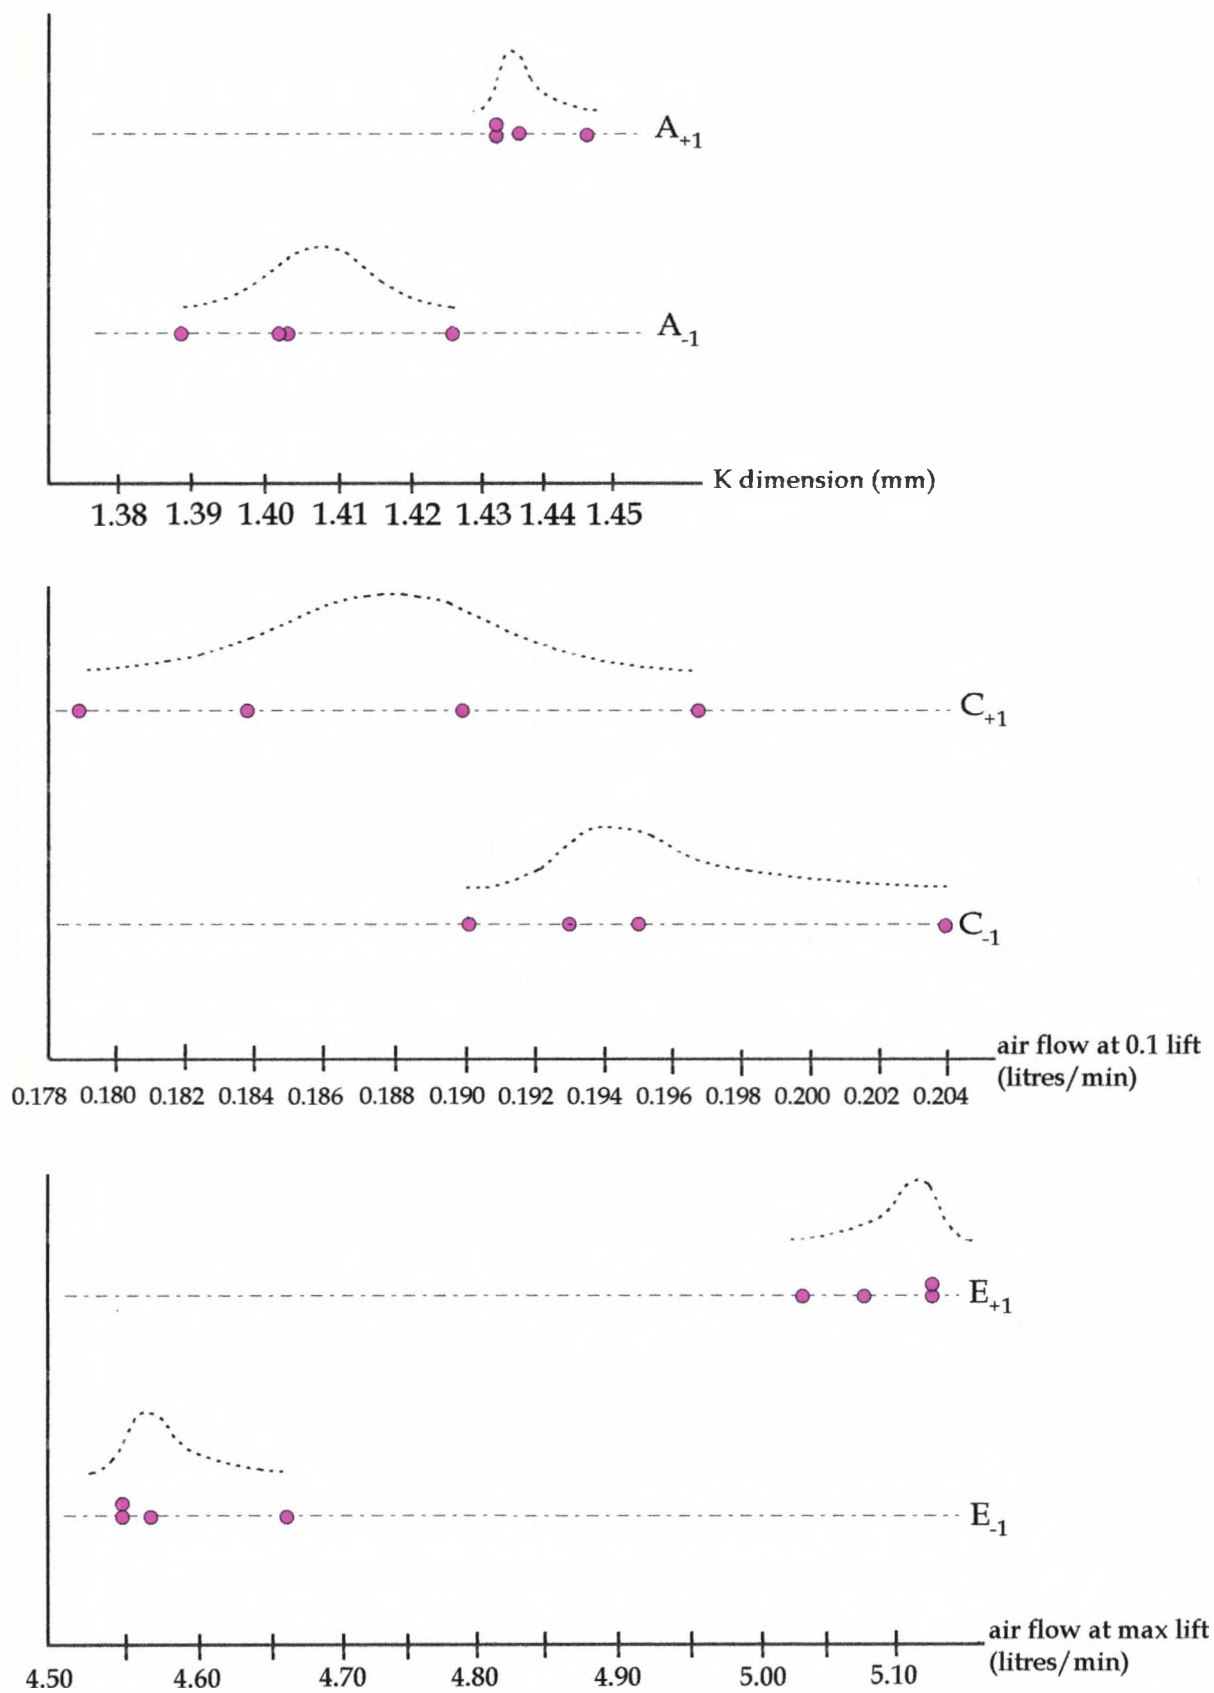 A+1
A-1
K dimension (mm)
1.38 1.39 1.40 1.41 1.42 1.43 1.44 1.45
C+1
C-1
air flow at 0.1 lift
(litres/min)
0.178 0.180 0.182 0.184 0.186 0.188 0.190 0.192 0.194 0.196 0.198 0.200 0.202 0.204
E+1
E-1
air flow at max lift
(litres/min)
4.50 4.60 4.70 4.80 4.90 5.00 5.10